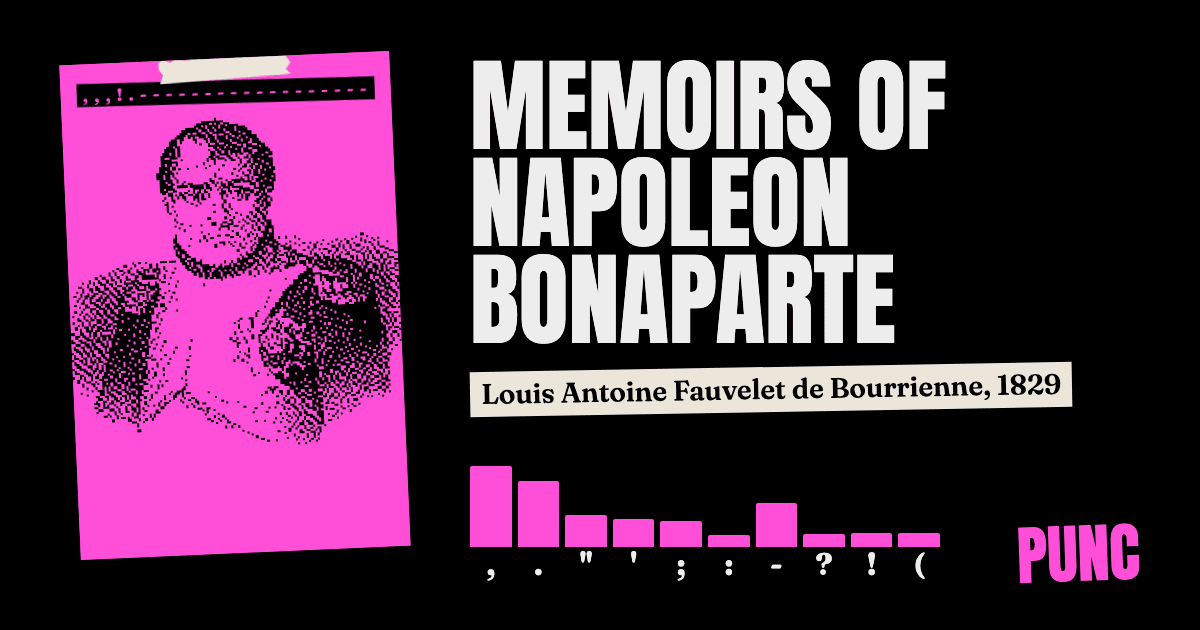 ,,,!.------------------
MEMOIRS OF
NAPOLEON
BONAPARTE
Louis Antoine Fauvelet de Bourrienne, 1829
, . " ' ; : - ? ! (
PUNC